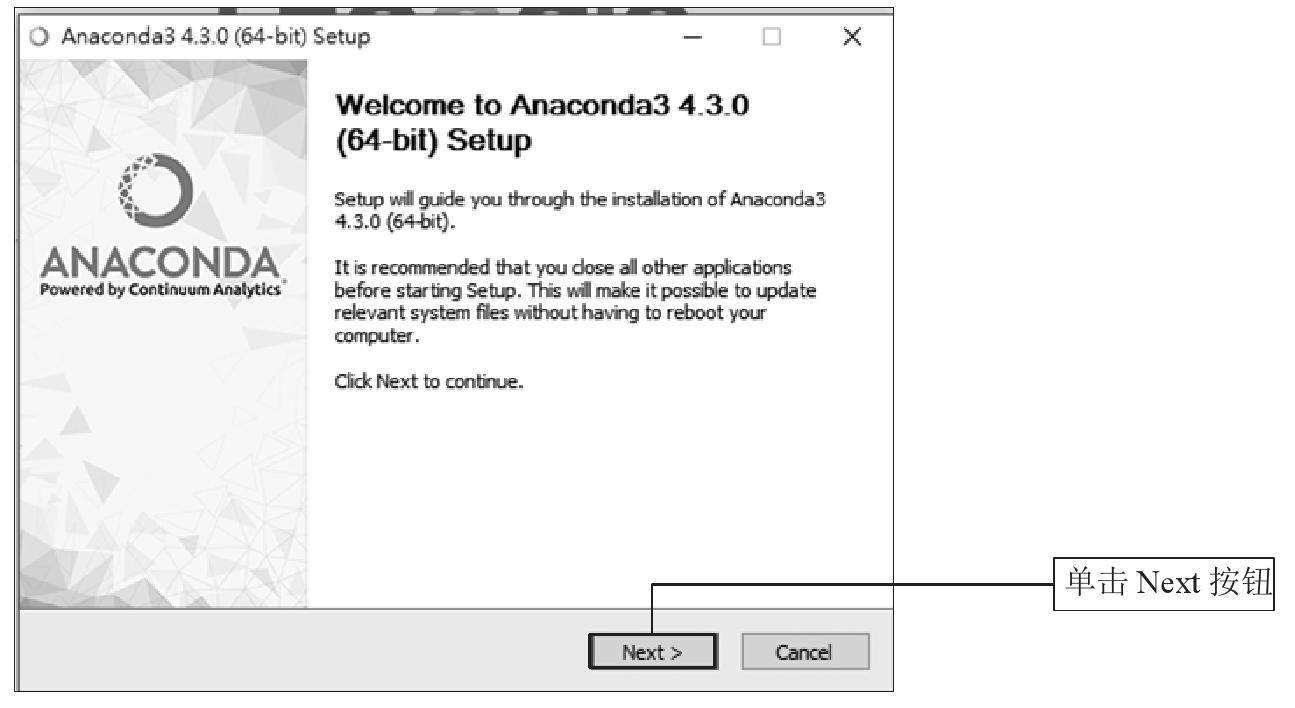 Anaconda3 4.3.0 (64-bit) Setup
Welcome to Anaconda3 4.3.0
(64-bit) Setup
Setup will guide you through the installation of Anaconda3
4.3.0 (64-bit).
It is recommended that you close all other applications
before starting Setup. This will make it possible to update
relevant system files without having to reboot your
computer.
Click Next to continue.
ANACONDA
Powered by Continuum Analytics
单击 Next 按钮
Next >
Cancel